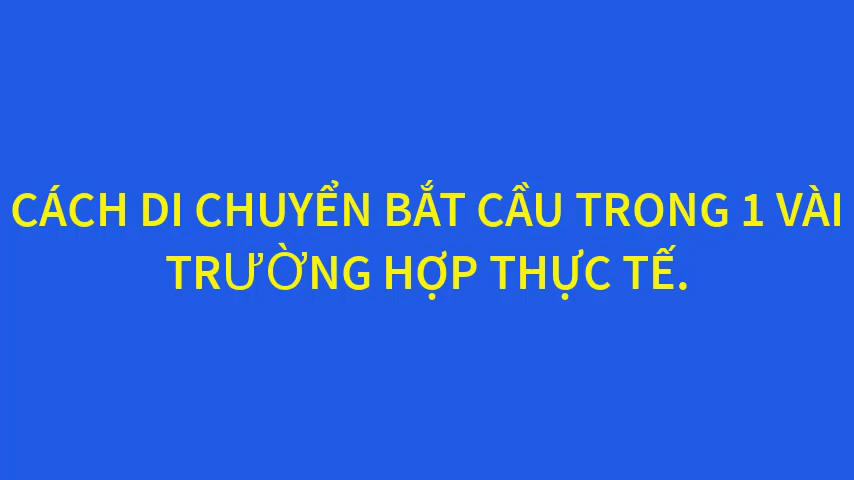 CÁCH DI CHUYỂN BẮT CẦU TRONG 1 VÀI
TRƯỜNG HỢP THỰC TẾ.